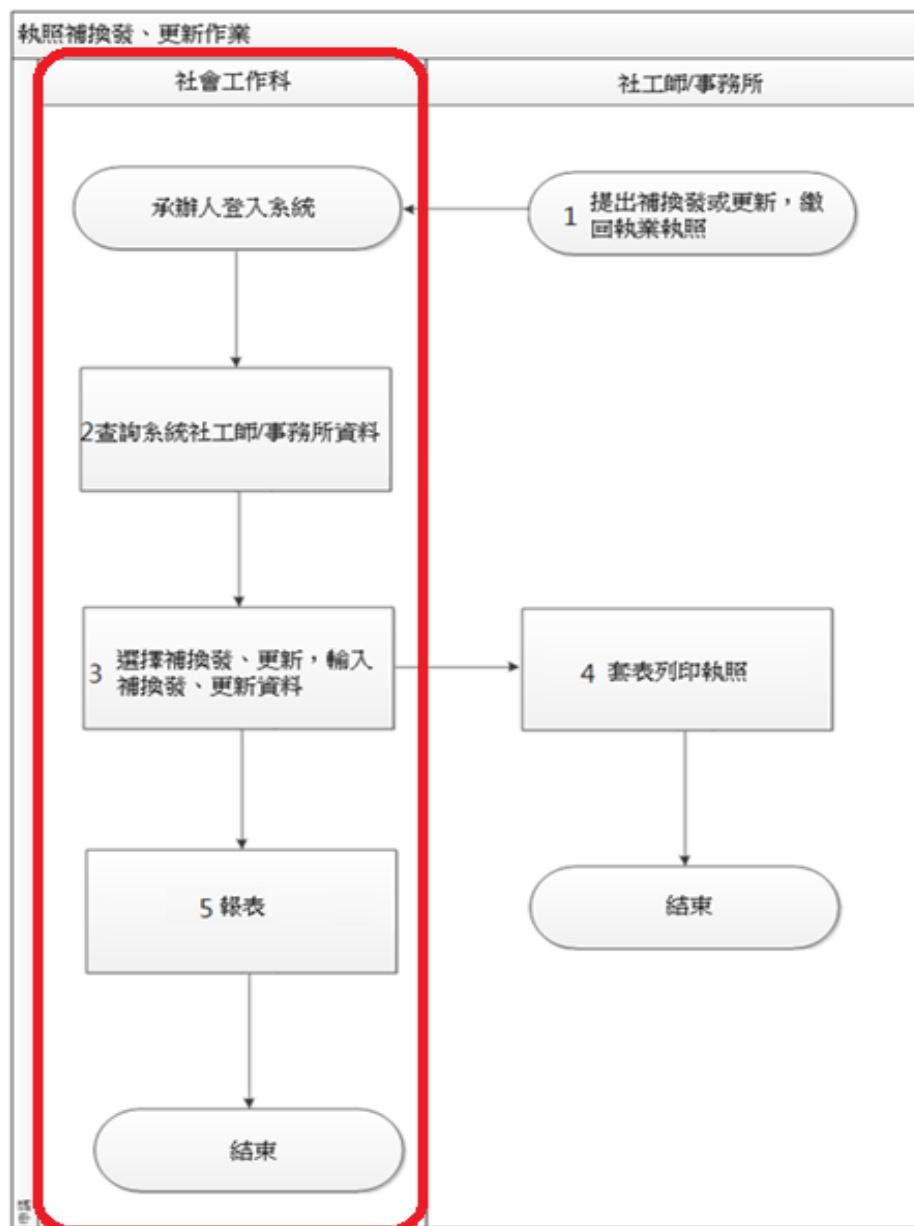 執照補換發、更新作業
社會工作科
社工師/事務所
承辦人登入系統
1 提出補換發或更新，繳
回執業執照
2查詢系統社工師/事務所資料
3 選擇補換發、更新，輸入
補換發、更新資料
4 套表列印執照
5 報表
結束
結束
申請